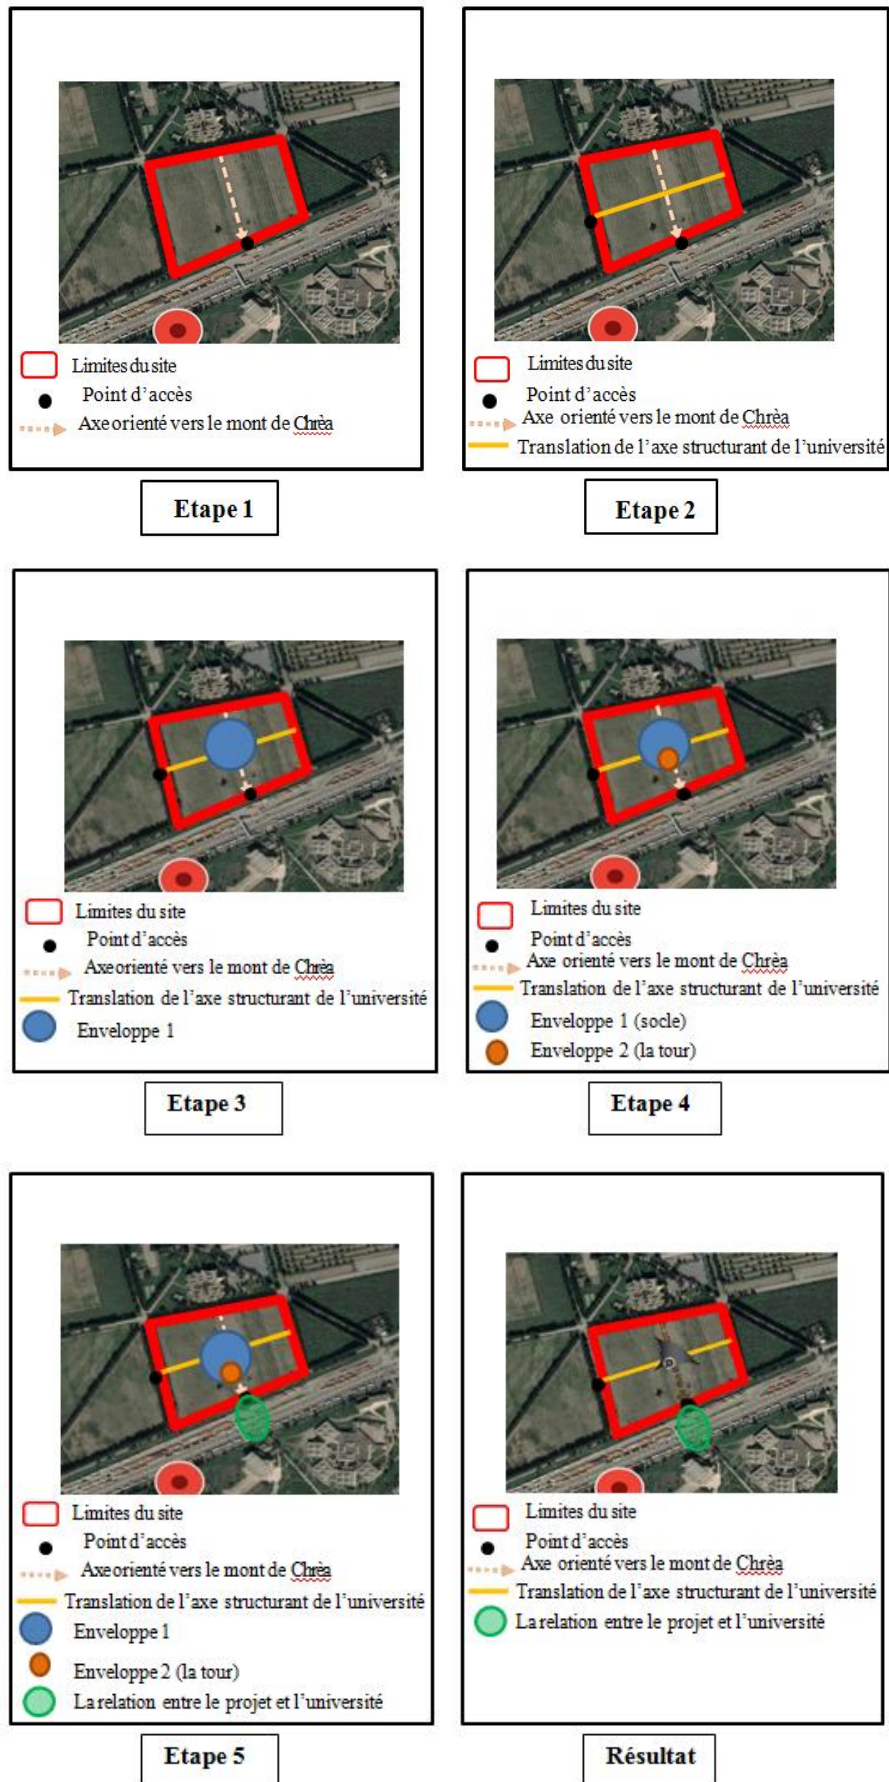 Limites du site
Point d'accès
Axe orienté vers le mont de Chrèa
Etape 1
Limites du site
Point d'accès
Axe orienté vers le mont de Chrèa
Translation de l'axe structurant de l'université
Etape 2
Limites du site
Point d'accès
Axe orienté vers le mont de Chrèa
Translation de l'axe structurant de l'université
Enveloppe 1
Etape 3
Limites du site
Point d'accès
Axe orienté vers le mont de Chrèa
Translation de l'axe structurant de l'université
Enveloppe 1 (socle)
Enveloppe 2 (la tour)
Etape 4
Limites du site
Point d'accès
Axe orienté vers le mont de Chrèa
Translation de l'axe structurant de l'université
Enveloppe 1
Enveloppe 2 (la tour)
La relation entre le projet et l'université
Etape 5
Limites du site
Point d'accès
Axe orienté vers le mont de Chrèa
Translation de l'axe structurant de l'université
La relation entre le projet et l'université
Résultat